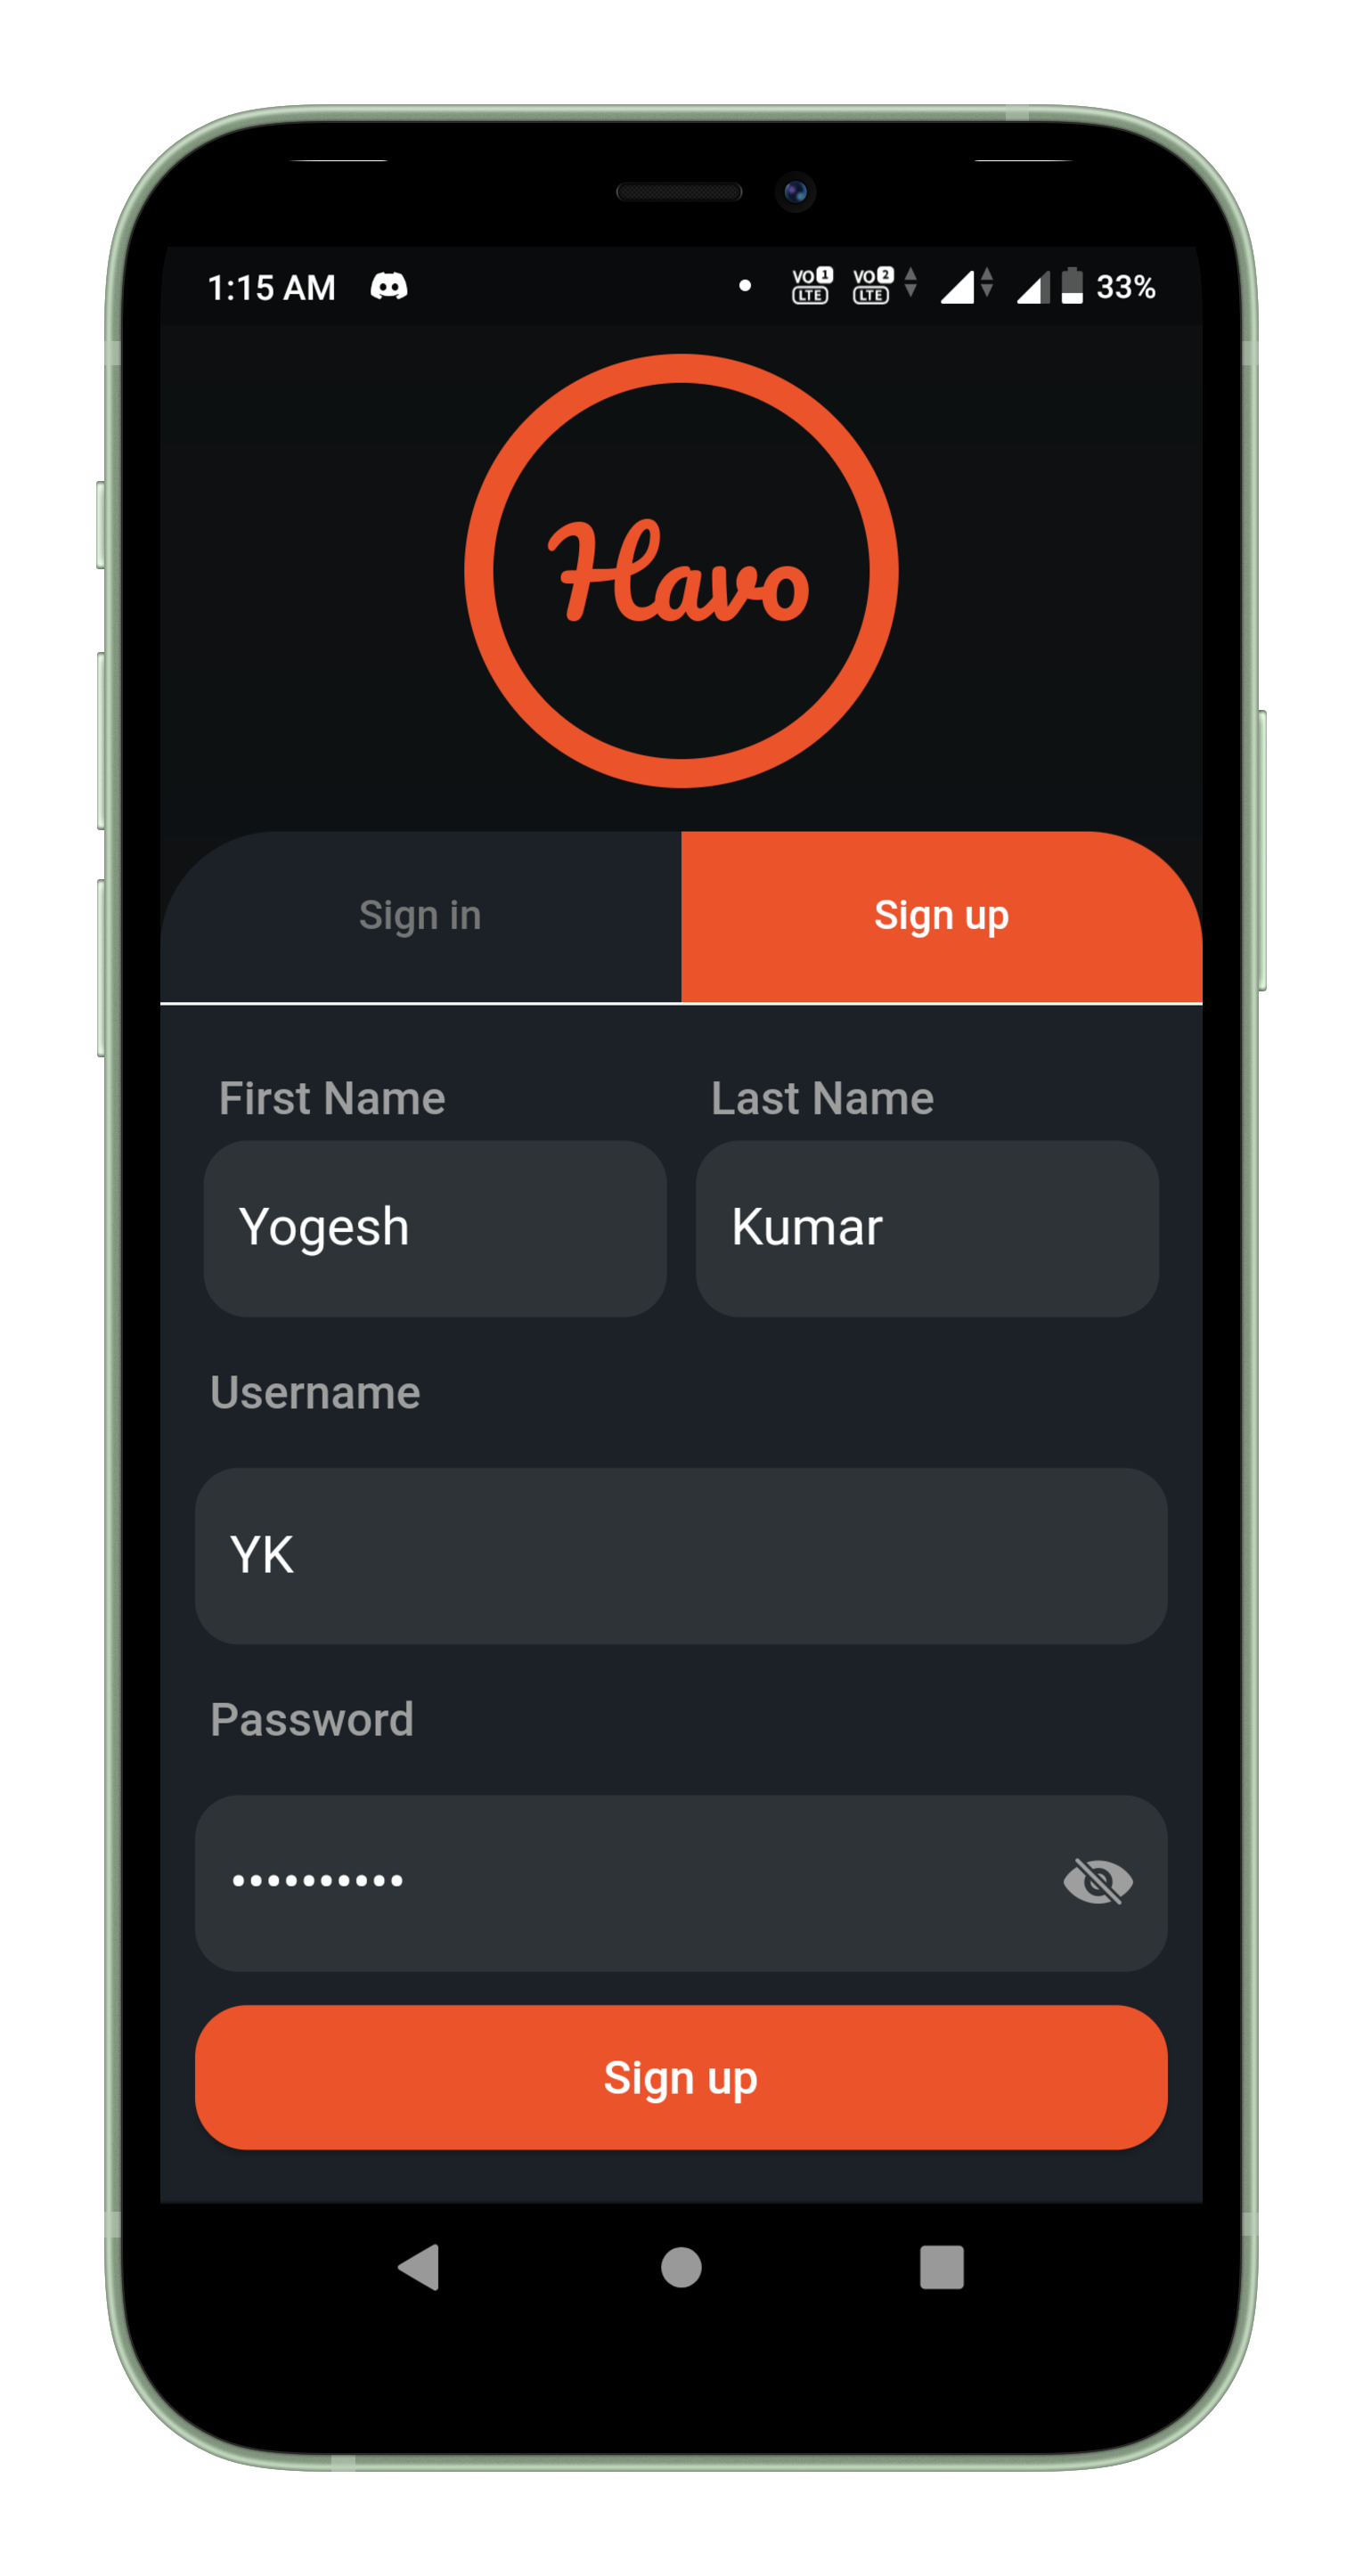 1:15 AM VO 1 LTE VO 2 LTE 33%
Havo
Sign in Sign up
First Name Last Name
Yogesh Kumar
Username
YK
Password
••••••••••
Sign up